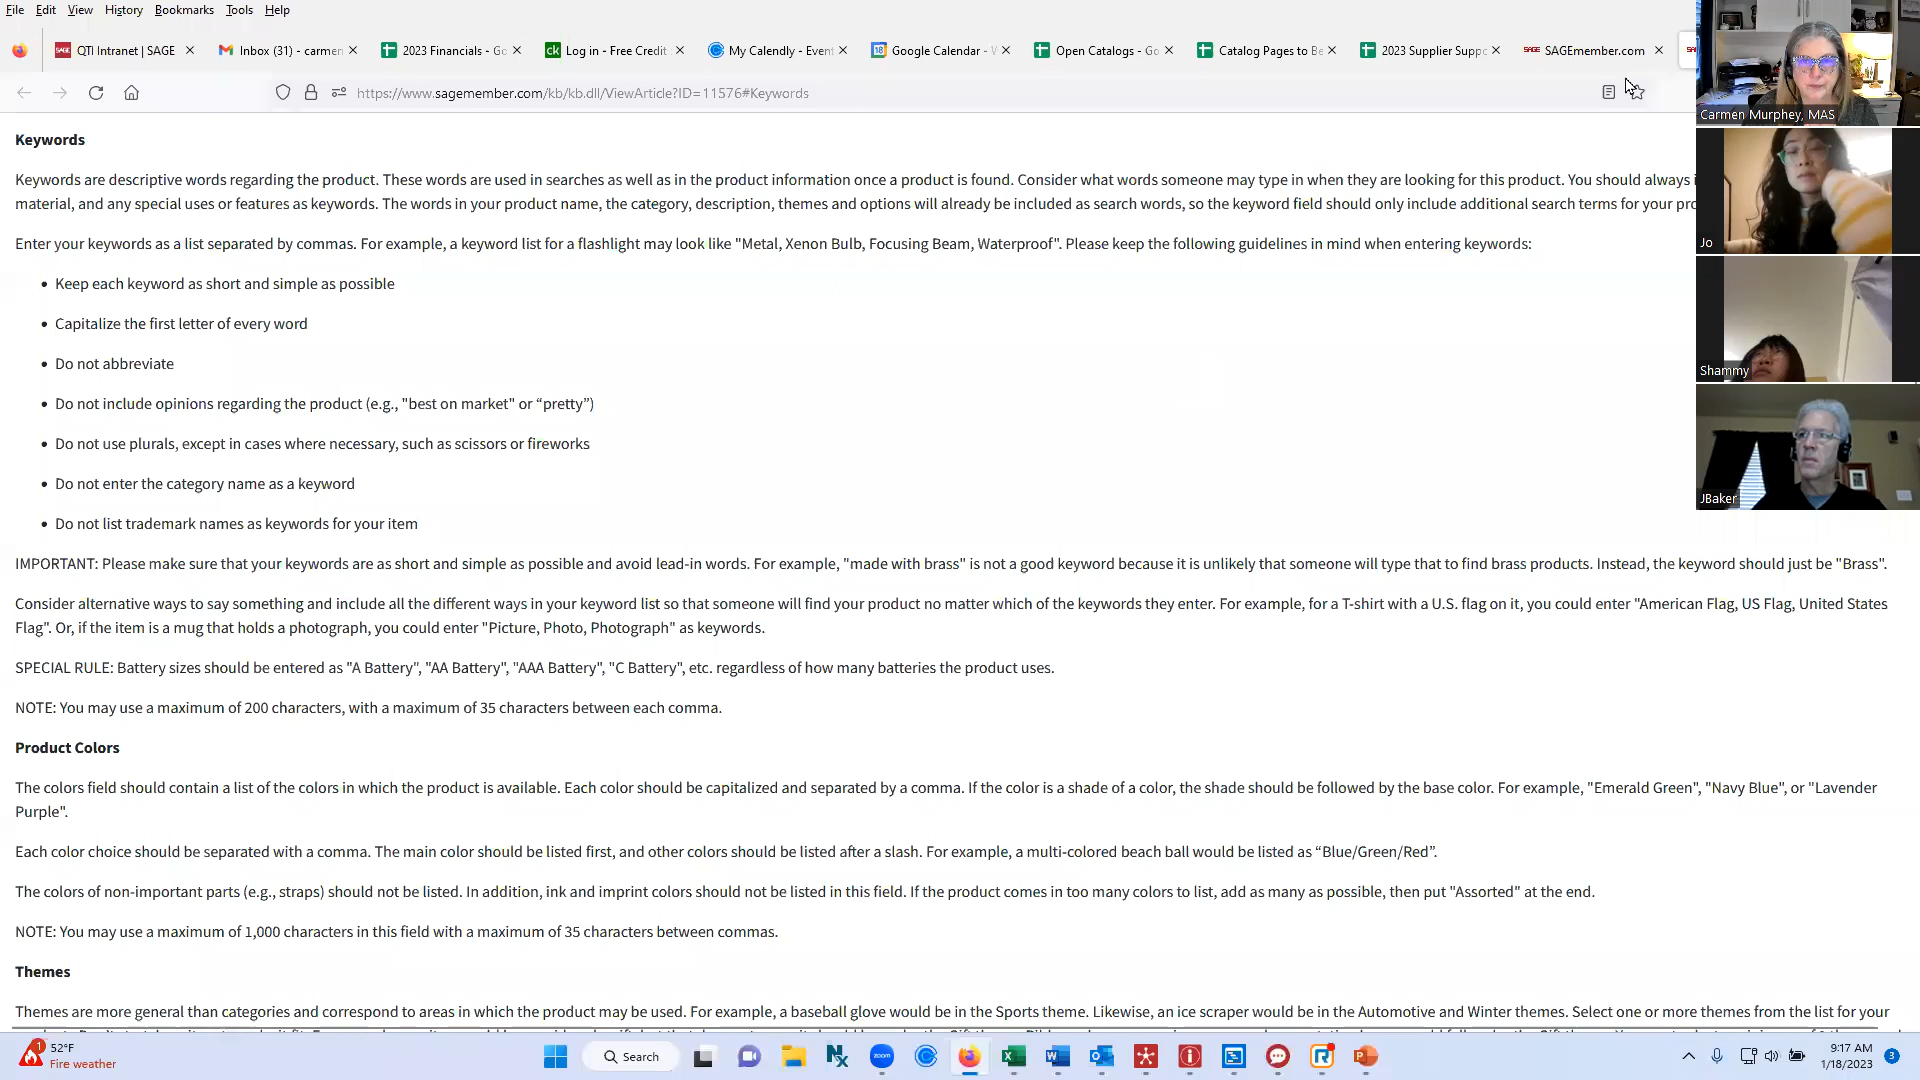 File Edit View History Bookmarks Tools Help
QTI Intranet | SAGE
Inbox (31) - carmer
2023 Financials - Go
Log in - Free Credit
My Calendly - Event
Google Calendar - W
Open Catalogs - Go
Catalog Pages to Be
2023 Supplier Suppo
SAGEmember.com
https://www.sagemember.com/kb/kb.dll/ViewArticle?ID=11576#Keywords
Carmen Murphey, MAS
Jo
Shammy
JBaker
Keywords
Keywords are descriptive words regarding the product. These words are used in searches as well as in the product information once a product is found. Consider what words someone may type in when they are looking for this product. You should always i
material, and any special uses or features as keywords. The words in your product name, the category, description, themes and options will already be included as search words, so the keyword field should only include additional search terms for your pro
Enter your keywords as a list separated by commas. For example, a keyword list for a flashlight may look like "Metal, Xenon Bulb, Focusing Beam, Waterproof". Please keep the following guidelines in mind when entering keywords:
• Keep each keyword as short and simple as possible
• Capitalize the first letter of every word
• Do not abbreviate
• Do not include opinions regarding the product (e.g., "best on market" or “pretty”)
• Do not use plurals, except in cases where necessary, such as scissors or fireworks
• Do not enter the category name as a keyword
• Do not list trademark names as keywords for your item
IMPORTANT: Please make sure that your keywords are as short and simple as possible and avoid lead-in words. For example, "made with brass" is not a good keyword because it is unlikely that someone will type that to find brass products. Instead, the keyword should just be "Brass".
Consider alternative ways to say something and include all the different ways in your keyword list so that someone will find your product no matter which of the keywords they enter. For example, for a T-shirt with a U.S. flag on it, you could enter "American Flag, US Flag, United States
Flag". Or, if the item is a mug that holds a photograph, you could enter "Picture, Photo, Photograph" as keywords.
SPECIAL RULE: Battery sizes should be entered as "A Battery", "AA Battery", "AAA Battery", "C Battery", etc. regardless of how many batteries the product uses.
NOTE: You may use a maximum of 200 characters, with a maximum of 35 characters between each comma.
Product Colors
The colors field should contain a list of the colors in which the product is available. Each color should be capitalized and separated by a comma. If the color is a shade of a color, the shade should be followed by the base color. For example, "Emerald Green", "Navy Blue", or "Lavender
Purple".
Each color choice should be separated with a comma. The main color should be listed first, and other colors should be listed after a slash. For example, a multi-colored beach ball would be listed as “Blue/Green/Red”.
The colors of non-important parts (e.g., straps) should not be listed. In addition, ink and imprint colors should not be listed in this field. If the product comes in too many colors to list, add as many as possible, then put "Assorted" at the end.
NOTE: You may use a maximum of 1,000 characters in this field with a maximum of 35 characters between commas.
Themes
Themes are more general than categories and correspond to areas in which the product may be used. For example, a baseball glove would be in the Sports theme. Likewise, an ice scraper would be in the Automotive and Winter themes. Select one or more themes from the list for your
1
52°F
Fire weather
Search
zoom
9:17 AM
1/18/2023
3